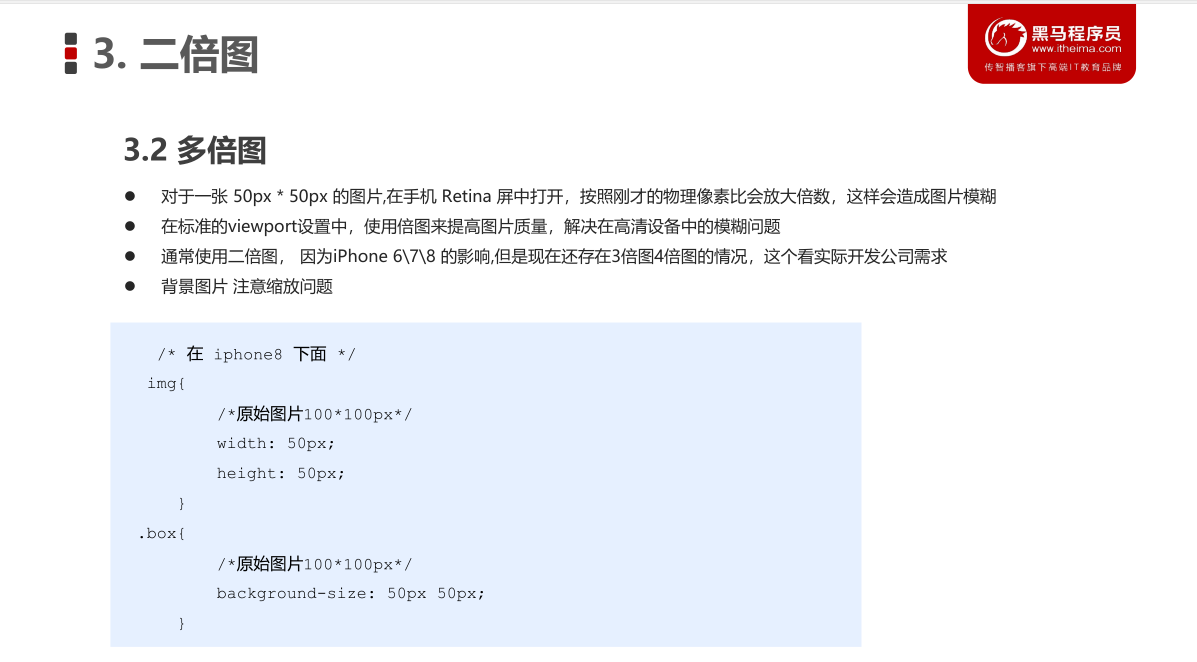 3. 二倍图
黑马程序员
www.itheima.com
传智播客旗下高端IT教育品牌
3.2 多倍图
● 对于一张 50px * 50px 的图片,在手机 Retina 屏中打开，按照刚才的物理像素比会放大倍数，这样会造成图片模糊
● 在标准的viewport设置中，使用倍图来提高图片质量，解决在高清设备中的模糊问题
● 通常使用二倍图， 因为iPhone 6\7\8 的影响,但是现在还存在3倍图4倍图的情况，这个看实际开发公司需求
● 背景图片 注意缩放问题
/* 在 iphone8 下面 */
img{
/*原始图片100*100px*/
width: 50px;
height: 50px;
}
.box{
/*原始图片100*100px*/
background-size: 50px 50px;
}